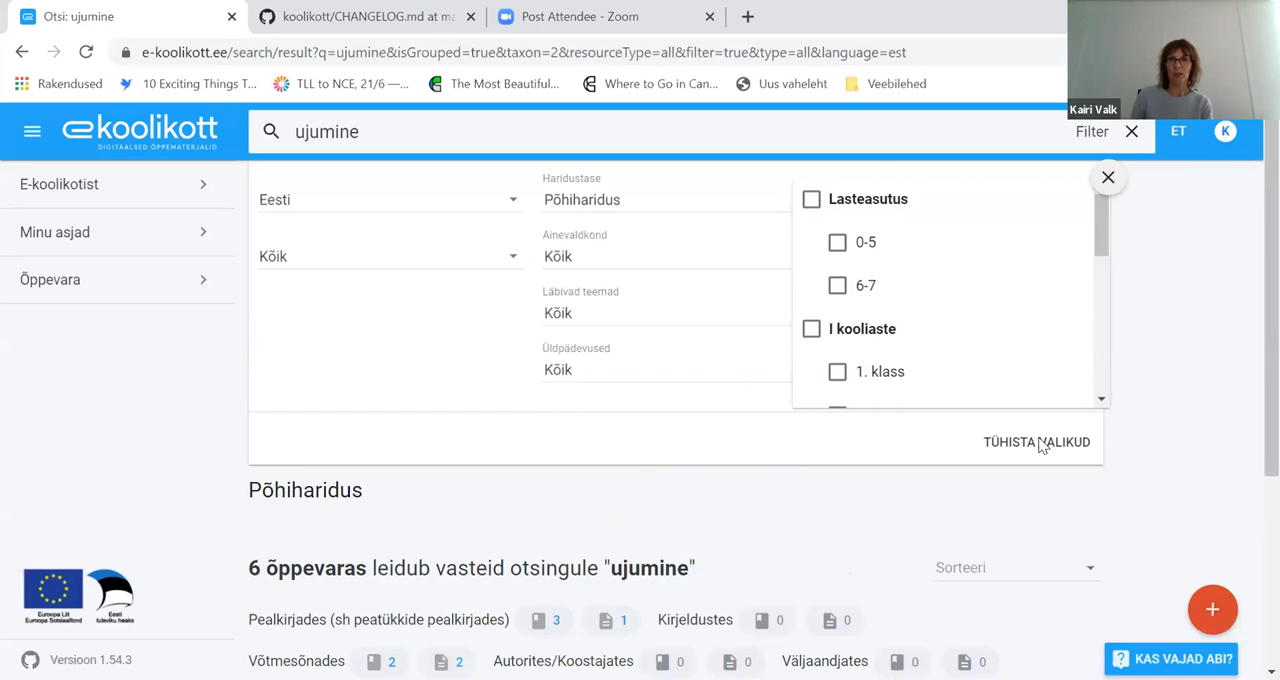 Otsi: ujumine
koolikott/CHANGELOG.md at ma
Post Attendee - Zoom
e-koolikott.ee/search/result?q=ujumine&isGrouped=true&taxon=2&resourceType=all&filter=true&type=all&language=est
Rakendused
10 Exciting Things T...
TLL to NCE, 21/6 —...
The Most Beautiful...
Where to Go in Can...
Uus vaheleht
Veebilehed
Kairi Valk
ekoolikott
DIGITAALSED ÕPPEMATERJALID
ujumine
Filter
ET
K
E-koolikotist
Minu asjad
Õppevara
Eesti
Kõik
Haridustase
Põhiharidus
Ainevaldkond
Kõik
Läbivad teemad
Kõik
Üldpädevused
Kõik
Lasteasutus
0-5
6-7
I kooliaste
1. klass
TÜHISTA VALIKUD
Põhiharidus
6 õppevaras leidub vasteid otsingule "ujumine"
Sorteeri
Pealkirjades (sh peatükkide pealkirjades) 3 1 Kirjeldustes 0 0
Võtmesõnades 2 2 Autorites/Koostajates 0 0 Väljaandjates 0 0
Euroopa Liit
Euroopa Sotsiaalfond
Eesti
tuleviku heaks
Versioon 1.54.3
KAS VAJAD ABI?